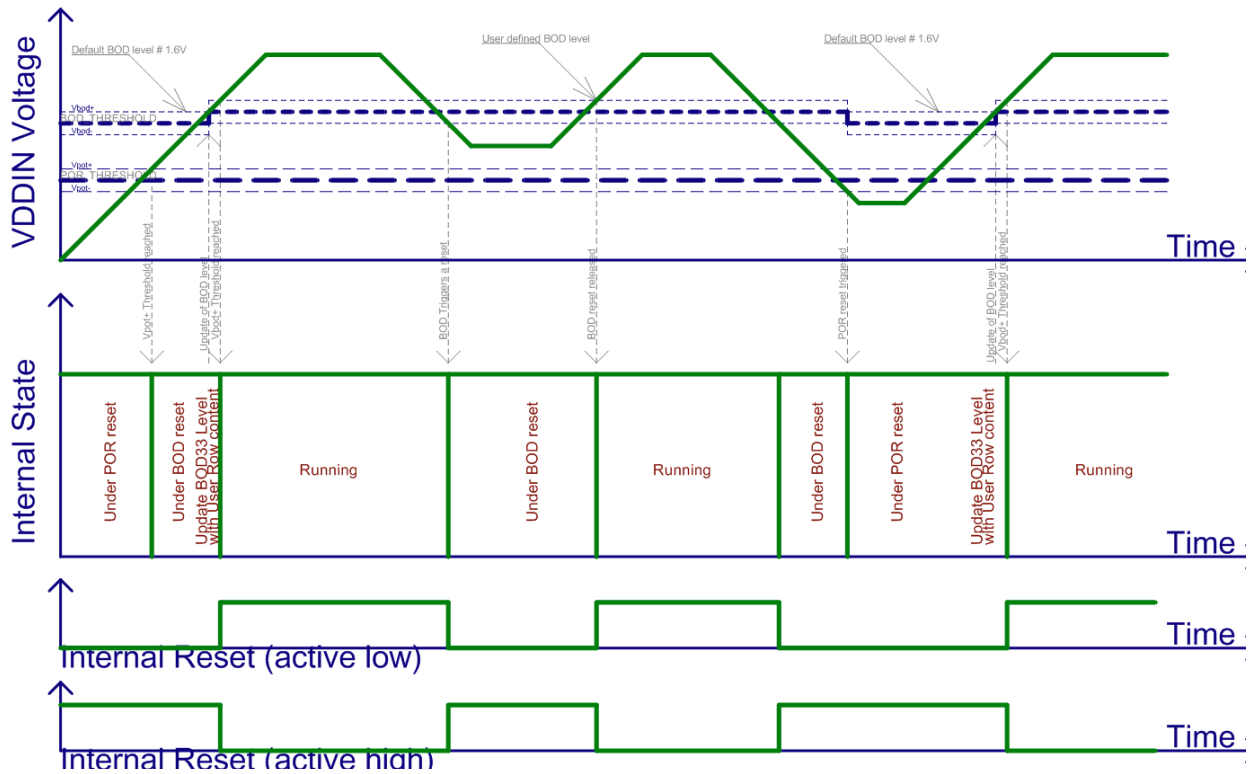 Default BOD level # 1.6V
User defined BOD level
Default BOD level # 1.6V
VDDIN Voltage
Vbod+
BOD_THRESHOLD
Vbod-
Vpot+
POR_THRESHOLD
Vpot-
Time
Vpot+ Threshold reached
Update of BOD level
Vbod+ Threshold reached
BOD Triggers a reset
BOD reset released
POR reset triggered
Update of BOD level
Vbod+ Threshold reached
Internal State
Under POR reset
Under BOD reset
Update BOD33 Level
with User Row content
Running
Under BOD reset
Running
Under BOD reset
Under POR reset
Update BOD33 Level
with User Row content
Running
Time
Internal Reset (active low)
Time
Internal Reset (active high)
Time